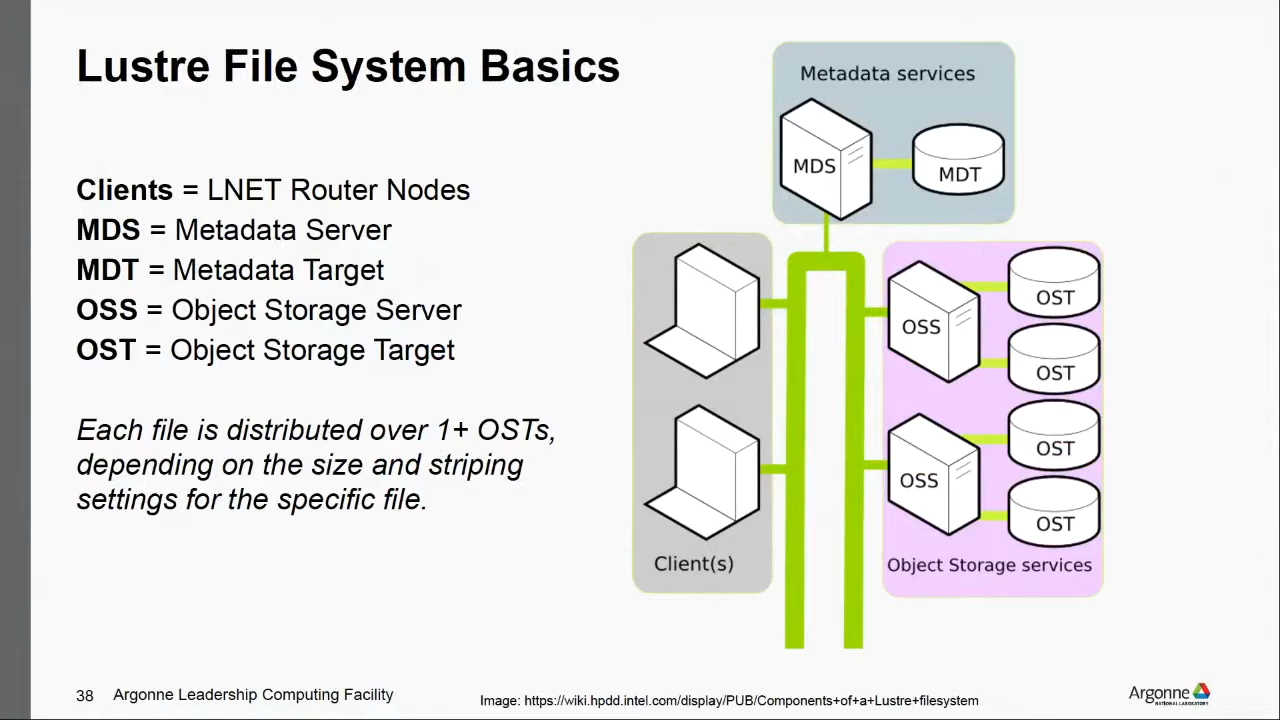 Lustre File System Basics
Clients = LNET Router Nodes
MDS = Metadata Server
MDT = Metadata Target
OSS = Object Storage Server
OST = Object Storage Target
Each file is distributed over 1+ OSTs,
depending on the size and striping
settings for the specific file.
Metadata services
MDS
MDT
Client(s)
OSS
OST
OST
OSS
OST
OST
Object Storage services
38 Argonne Leadership Computing Facility
Image: https://wiki.hpdd.intel.com/display/PUB/Components+of+a+Lustre+filesystem
Argonne
NATIONAL LABORATORY